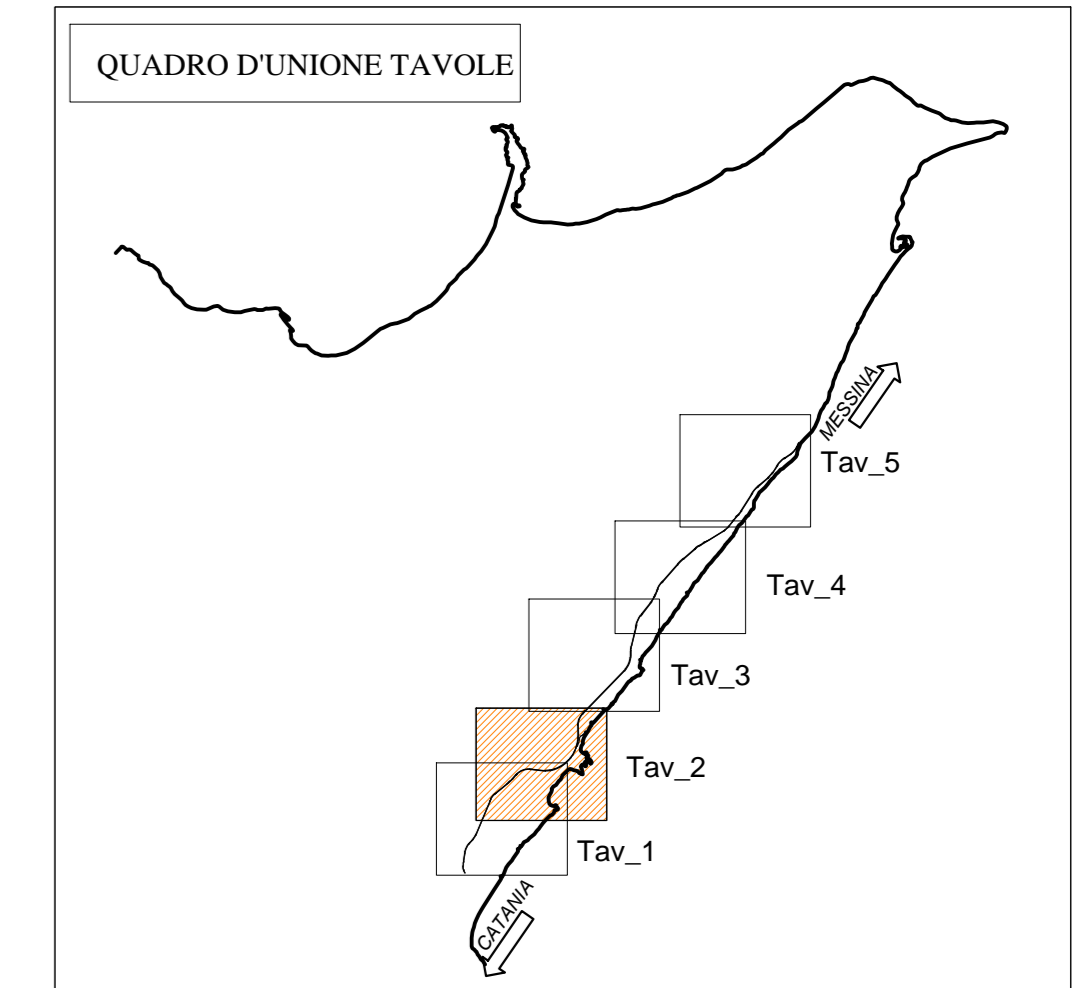 QUADRO D'UNIONE TAVOLE
MESSINA
Tav_5
Tav_4
Tav_3
Tav_2
Tav_1
CATANIA